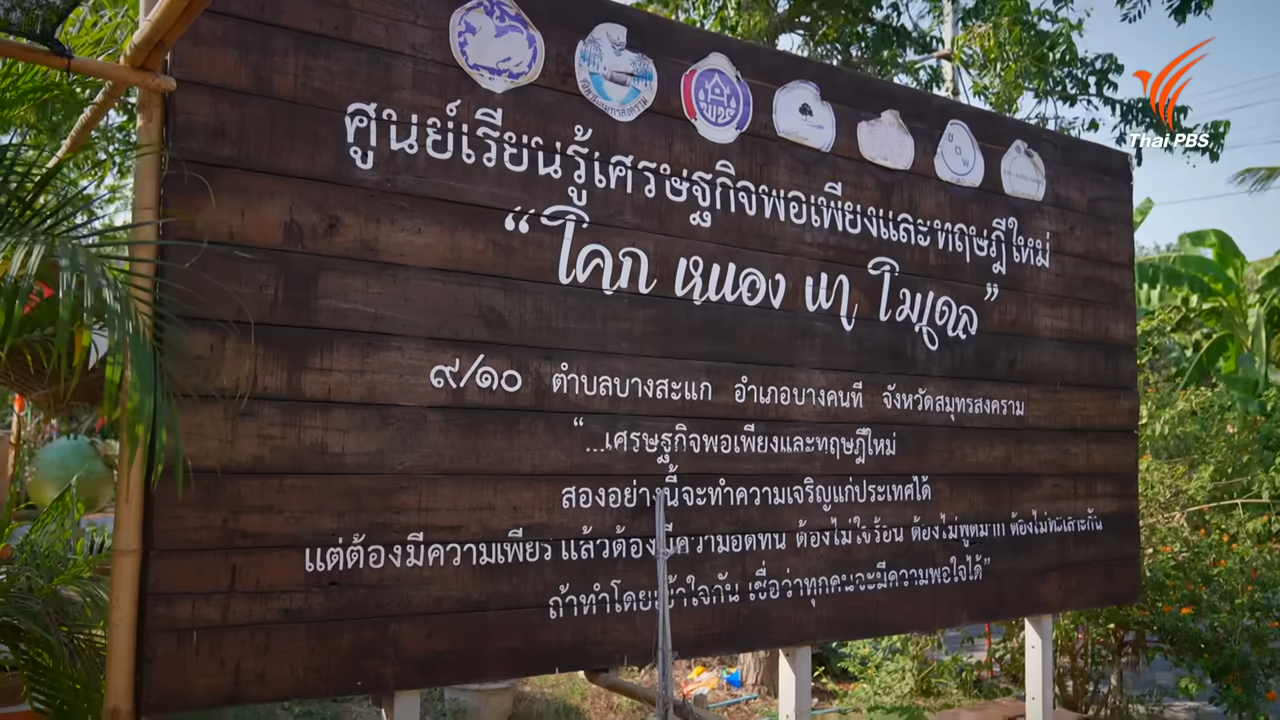 Thai PBS
ศูนย์เรียนรู้เศรษฐกิจพอเพียงและทฤษฎีใหม่
“โคก หนอง นา โมเดล”
๙/๑๐ ตำบลบางสะแก อำเภอบางคนที จังหวัดสมุทรสงคราม
“...เศรษฐกิจพอเพียงและทฤษฎีใหม่
สองอย่างนี้จะทำความเจริญแก่ประเทศได้
แต่ต้องมีความเพียร แล้วต้องมีความอดทน ต้องไม่ใจร้อน ต้องไม่พูดมาก ต้องไม่ทะเลาะกัน
ถ้าทำโดยเข้าใจกัน เชื่อว่าทุกคนจะมีความพอใจได้”